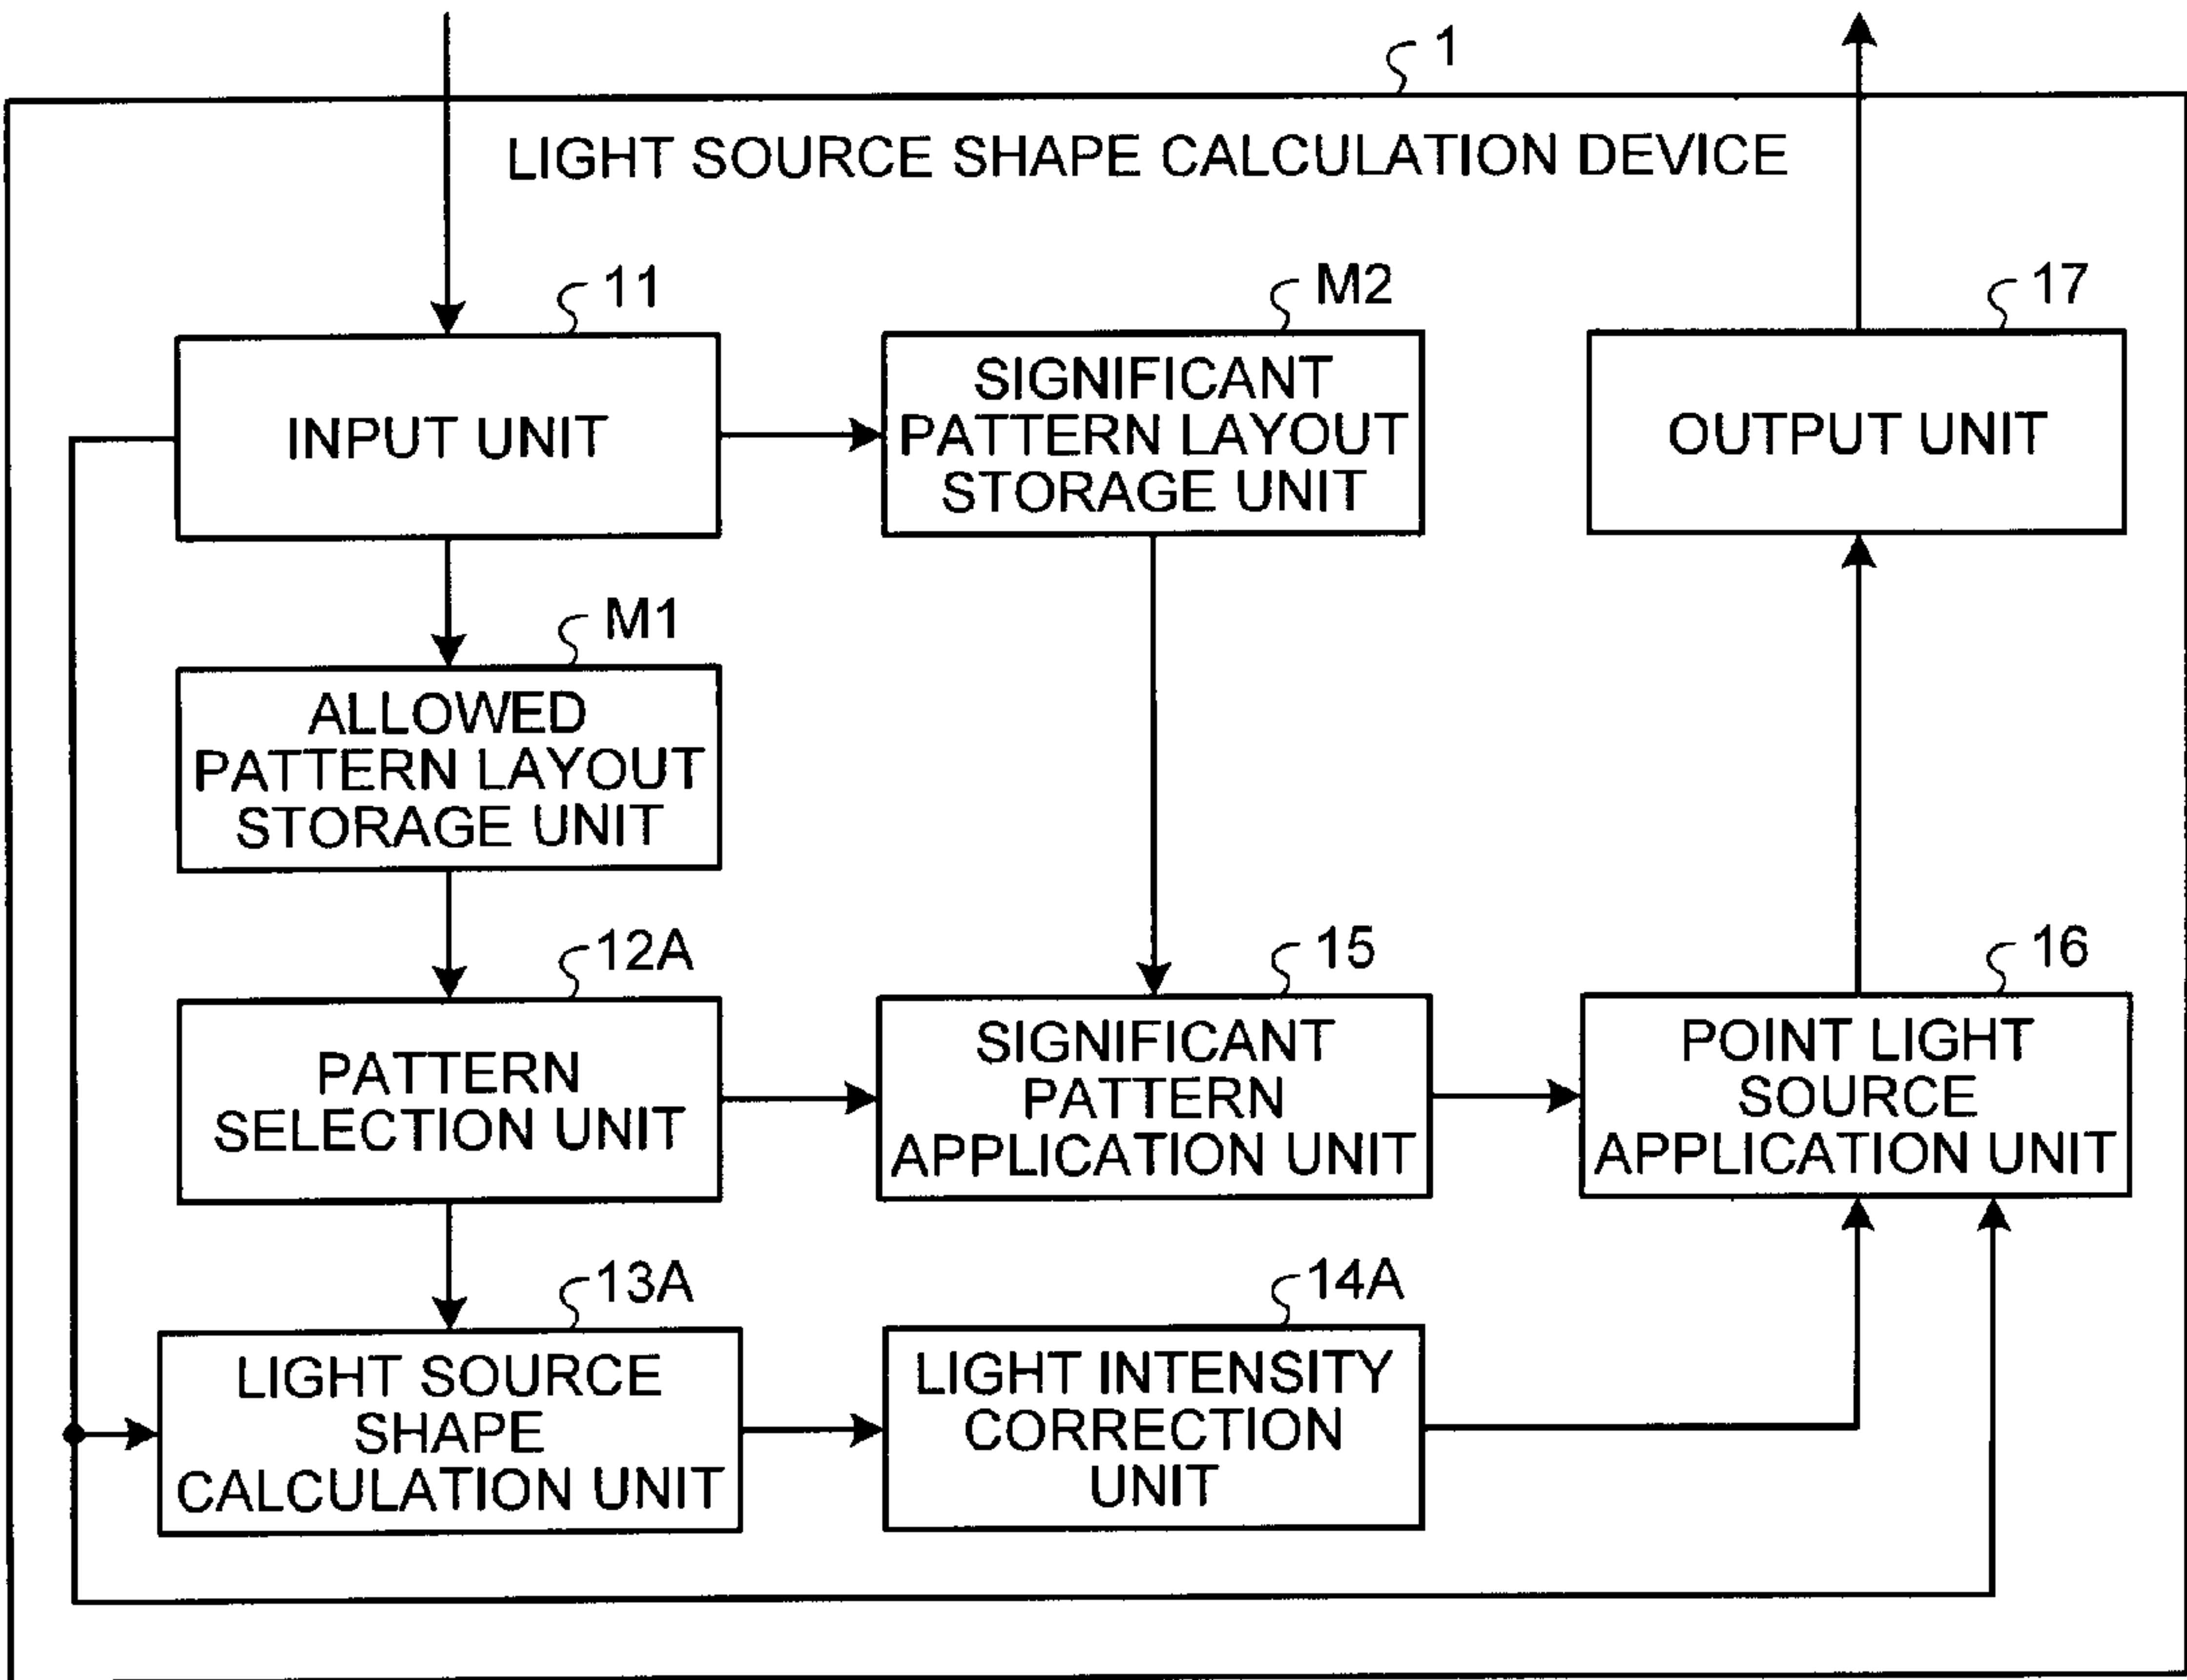 1
LIGHT SOURCE SHAPE CALCULATION DEVICE
11
INPUT UNIT
M2
SIGNIFICANT
PATTERN LAYOUT
STORAGE UNIT
17
OUTPUT UNIT
M1
ALLOWED
PATTERN LAYOUT
STORAGE UNIT
12A
PATTERN
SELECTION UNIT
15
SIGNIFICANT
PATTERN
APPLICATION UNIT
16
POINT LIGHT
SOURCE
APPLICATION UNIT
13A
LIGHT SOURCE
SHAPE
CALCULATION UNIT
14A
LIGHT INTENSITY
CORRECTION
UNIT